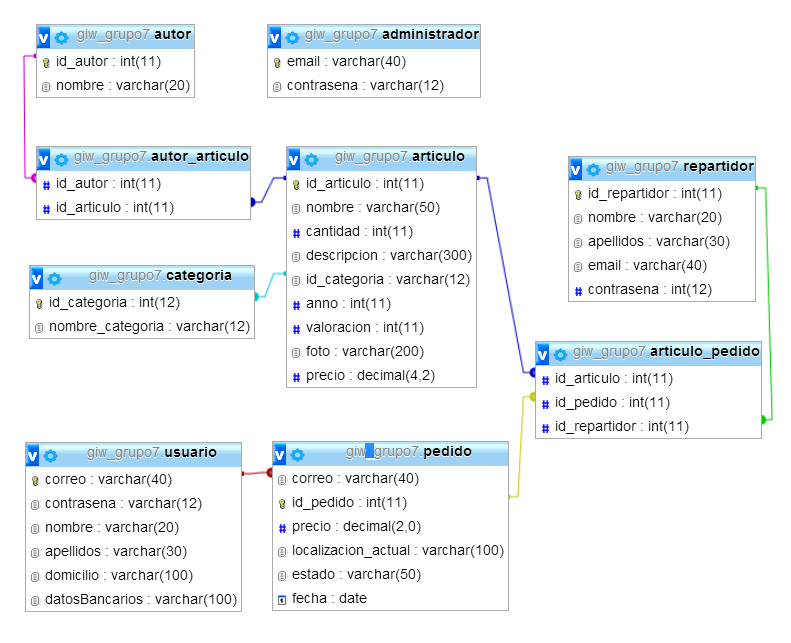 giw_grupo7.autor
id_autor : int(11)
nombre : varchar(20)
giw_grupo7.administrador
email : varchar(40)
contrasena : varchar(12)
giw_grupo7.autor_articulo
id_autor : int(11)
id_articulo : int(11)
giw_grupo7.articulo
id_articulo : int(11)
nombre : varchar(50)
cantidad : int(11)
descripcion : varchar(300)
id_categoria : varchar(12)
anno : int(11)
valoracion : int(11)
foto : varchar(200)
precio : decimal(4,2)
giw_grupo7.repartidor
id_repartidor : int(11)
nombre : varchar(20)
apellidos : varchar(30)
email : varchar(40)
contrasena : int(12)
giw_grupo7.categoria
id_categoria : int(12)
nombre_categoria : varchar(12)
giw_grupo7.articulo_pedido
id_articulo : int(11)
id_pedido : int(11)
id_repartidor : int(11)
giw_grupo7.usuario
correo : varchar(40)
contrasena : varchar(12)
nombre : varchar(20)
apellidos : varchar(30)
domicilio : varchar(100)
datosBancarios : varchar(100)
giw_grupo7.pedido
correo : varchar(40)
id_pedido : int(11)
precio : decimal(2,0)
localizacion_actual : varchar(100)
estado : varchar(50)
fecha : date